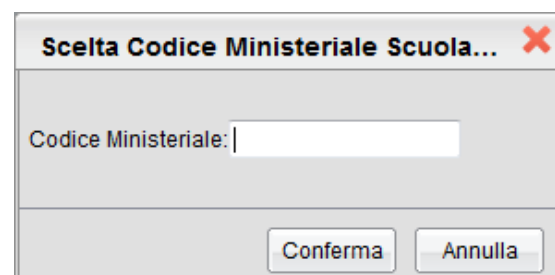 Scelta Codice Ministeriale Scuola...
Codice Ministeriale:
Conferma Annulla